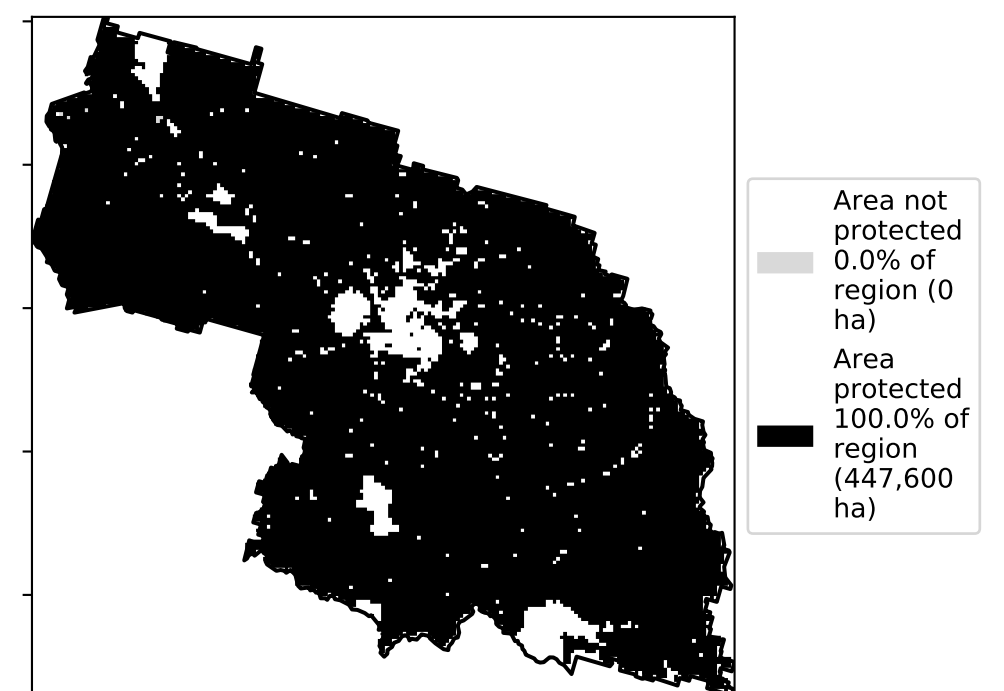 Area not
protected
0.0% of
region (0
ha)
Area
protected
100.0% of
region
(447,600
ha)